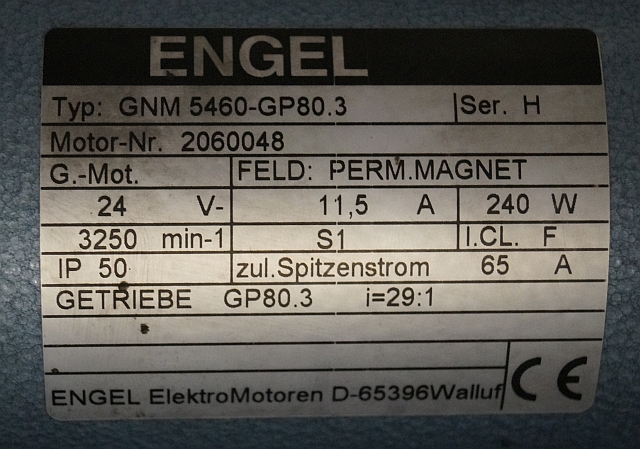 ENGEL
Typ: GNM 5460-GP80.3 Ser. H
Motor-Nr. 2060048
G.-Mot. FELD: PERM.MAGNET
24 V- 11,5 A 240 W
3250 min-1 S1 I.CL. F
IP 50 zul.Spitzenstrom 65 A
GETRIEBE GP80.3 i=29:1
ENGEL ElektroMotoren D-65396Walluf CE